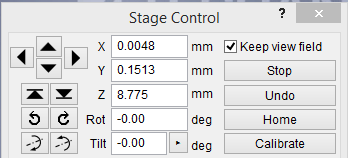 Stage Control ?
X 0.0048 mm Keep view field
Y 0.1513 mm Stop
Z 8.775 mm Undo
Rot -0.00 deg Home
Tilt -0.00 deg Calibrate